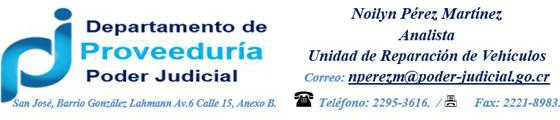 Departamento de
Proveeduría
Poder Judicial
San José, Barrio González Lahmann Av.6 Calle 15, Anexo B.
Noilyn Pérez Martínez
Analista
Unidad de Reparación de Vehículos
Correo: nperezm@poder-judicial.go.cr
Teléfono: 2295-3616. / Fax: 2221-8983.